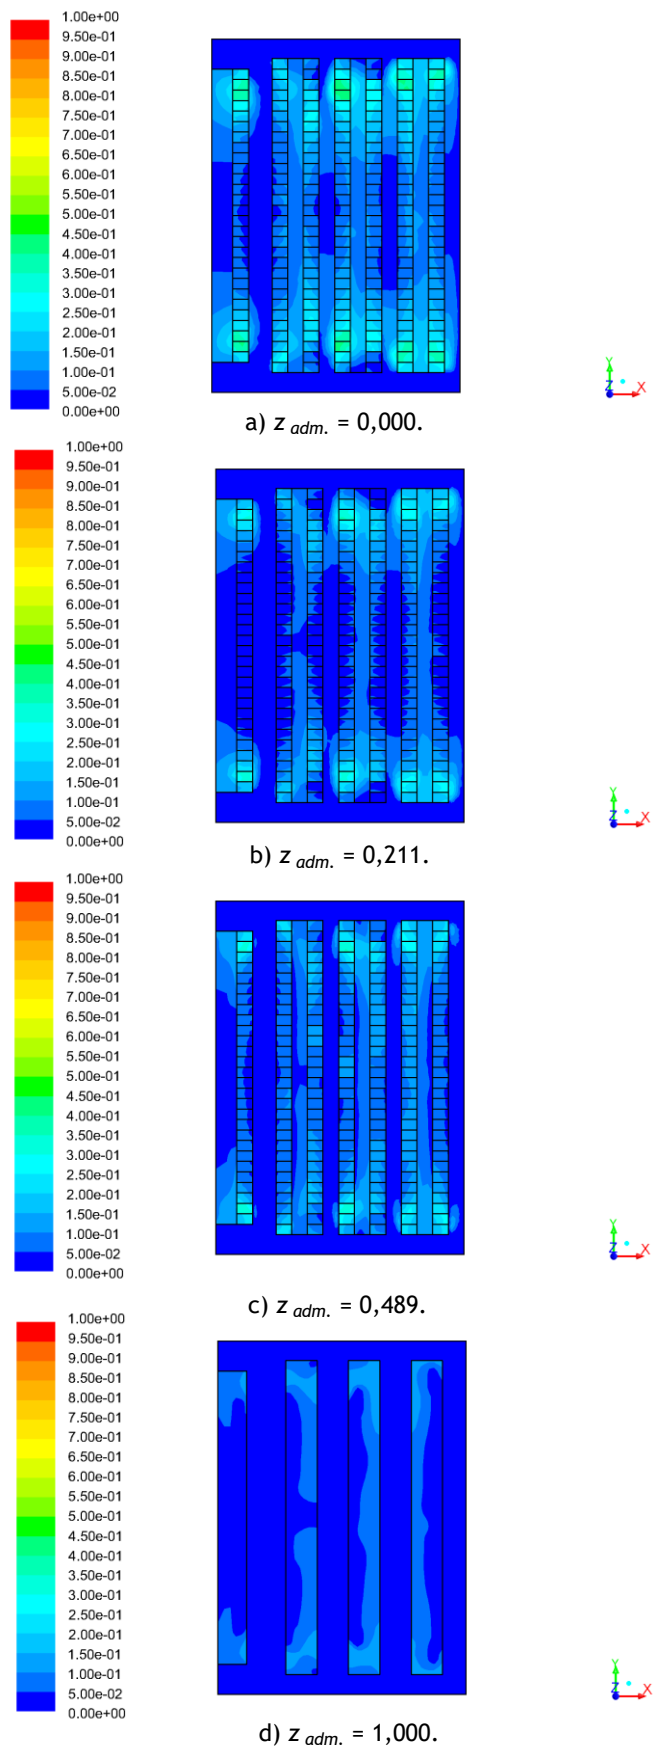 1.00e+00
9.50e-01
9.00e-01
8.50e-01
8.00e-01
7.50e-01
7.00e-01
6.50e-01
6.00e-01
5.50e-01
5.00e-01
4.50e-01
4.00e-01
3.50e-01
3.00e-01
2.50e-01
2.00e-01
1.50e-01
1.00e-01
5.00e-02
0.00e+00
Y
Z X
a) z adm. = 0,000.
1.00e+00
9.50e-01
9.00e-01
8.50e-01
8.00e-01
7.50e-01
7.00e-01
6.50e-01
6.00e-01
5.50e-01
5.00e-01
4.50e-01
4.00e-01
3.50e-01
3.00e-01
2.50e-01
2.00e-01
1.50e-01
1.00e-01
5.00e-02
0.00e+00
Y
Z X
b) z adm. = 0,211.
1.00e+00
9.50e-01
9.00e-01
8.50e-01
8.00e-01
7.50e-01
7.00e-01
6.50e-01
6.00e-01
5.50e-01
5.00e-01
4.50e-01
4.00e-01
3.50e-01
3.00e-01
2.50e-01
2.00e-01
1.50e-01
1.00e-01
5.00e-02
0.00e+00
Y
Z X
c) z adm. = 0,489.
1.00e+00
9.50e-01
9.00e-01
8.50e-01
8.00e-01
7.50e-01
7.00e-01
6.50e-01
6.00e-01
5.50e-01
5.00e-01
4.50e-01
4.00e-01
3.50e-01
3.00e-01
2.50e-01
2.00e-01
1.50e-01
1.00e-01
5.00e-02
0.00e+00
Y
Z X
d) z adm. = 1,000.